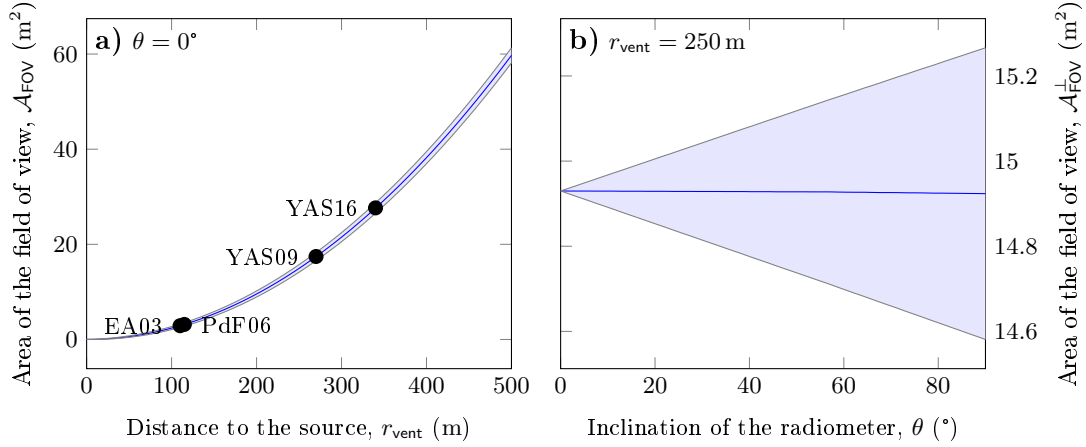 a) θ = 0°
Area of the field of view, 𝒜FOV (m²)
60
40
20
0
YAS16
YAS09
EA03
PdF06
0 100 200 300 400 500
Distance to the source, rvent (m)
b) rvent = 250 m
15.2
15
14.8
14.6
Area of the field of view, 𝒜⊥FOV (m²)
0 20 40 60 80
Inclination of the radiometer, θ (°)